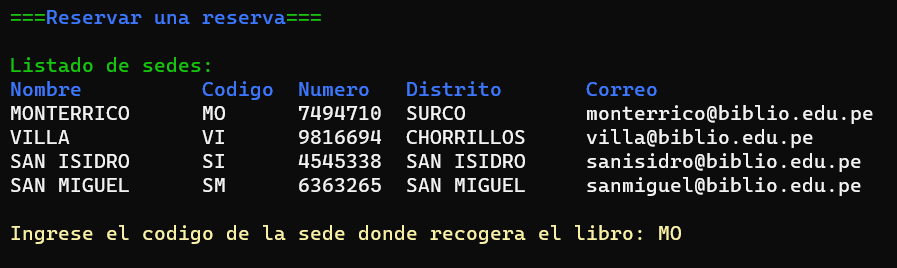 ===Reservar una reserva===
Listado de sedes:
Nombre Codigo Numero Distrito Correo
MONTERRICO MO 7494710 SURCO monterrico@biblio.edu.pe
VILLA VI 9816694 CHORRILLOS villa@biblio.edu.pe
SAN ISIDRO SI 4545338 SAN ISIDRO sanisidro@biblio.edu.pe
SAN MIGUEL SM 6363265 SAN MIGUEL sanmiguel@biblio.edu.pe
Ingrese el codigo de la sede donde recogera el libro: MO